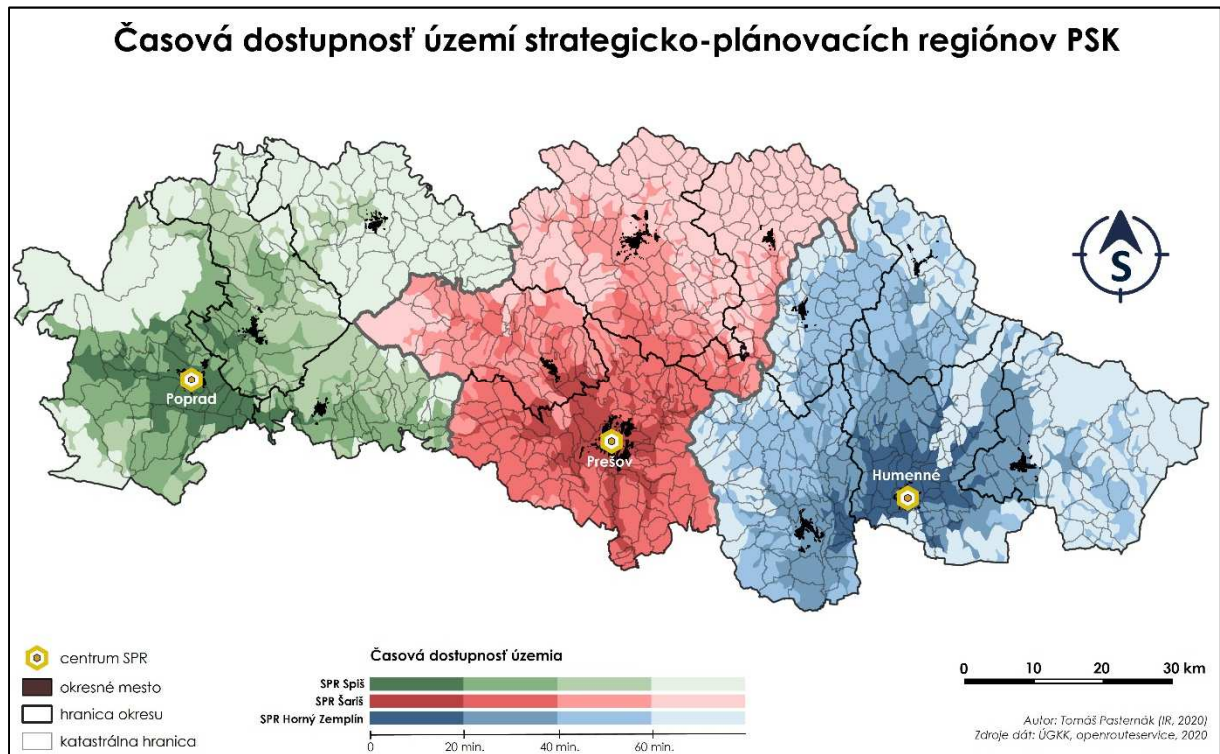 Časová dostupnosť území strategicko-plánovacích regiónov PSK
S
Poprad
Prešov
Humenné
centrum SPR
okresné mesto
hranica okresu
katastrálna hranica
Časová dostupnosť územia
SPR Spiš
SPR Šariš
SPR Horný Zemplín
0 20 min. 40 min. 60 min.
0 10 20 30 km
Autor: Tomáš Pasternák (IR, 2020)
Zdroje dát: ÚGKK, openrouteservice, 2020